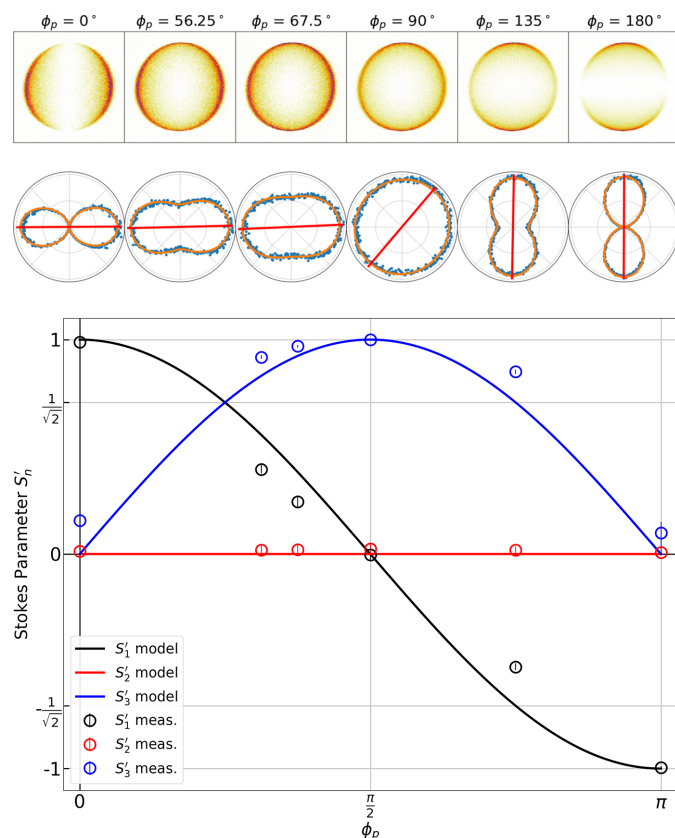 ϕₚ = 0° ϕₚ = 56.25° ϕₚ = 67.5° ϕₚ = 90° ϕₚ = 135° ϕₚ = 180°
1
1/√2
0
-1/√2
-1
Stokes Parameter S′ₙ
S′₁ model
S′₂ model
S′₃ model
S′₁ meas.
S′₂ meas.
S′₃ meas.
0 π/2 π
ϕₚ